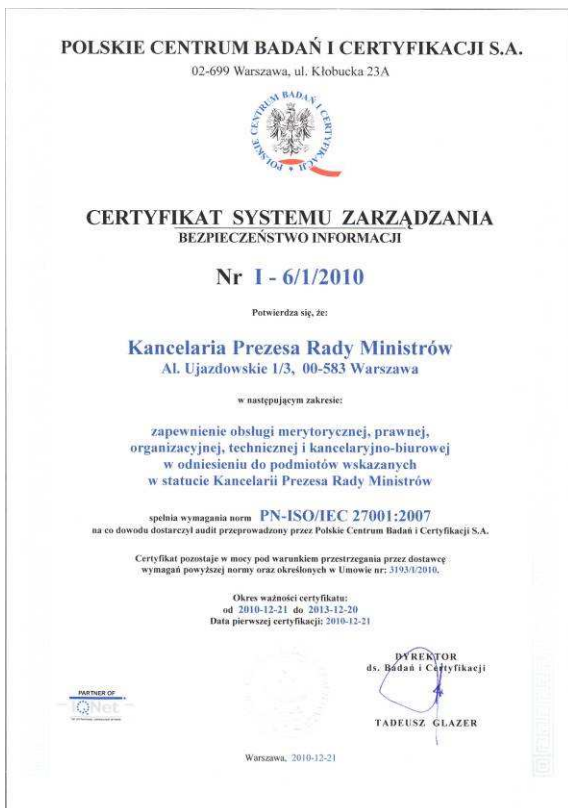 POLSKIE CENTRUM BADAŃ I CERTYFIKACJI S.A.
02-699 Warszawa, ul. Kłobucka 23A
POLSKIE CENTRUM BADAŃ I CERTYFIKACJI
CERTYFIKAT SYSTEMU ZARZĄDZANIA
BEZPIECZEŃSTWO INFORMACJI
Nr I - 6/1/2010
Potwierdza się, że:
Kancelaria Prezesa Rady Ministrów
Al. Ujazdowskie 1/3, 00-583 Warszawa
w następującym zakresie:
zapewnienie obsługi merytorycznej, prawnej,
organizacyjnej, technicznej i kancelaryjno-biurowej
w odniesieniu do podmiotów wskazanych
w statucie Kancelarii Prezesa Rady Ministrów
spełnia wymagania norm PN-ISO/IEC 27001:2007
na co dowodu dostarczył audit przeprowadzony przez Polskie Centrum Badań i Certyfikacji S.A.
Certyfikat pozostaje w mocy pod warunkiem przestrzegania przez dostawcę
wymagań powyższej normy oraz określonych w Umowie nr: 3193/I/2010.
Okres ważności certyfikatu:
od 2010-12-21 do 2013-12-20
Data pierwszej certyfikacji: 2010-12-21
DYREKTOR
ds. Badań i Certyfikacji
PARTNER OF
IQNet
TADEUSZ GLAZER
Warszawa, 2010-12-21